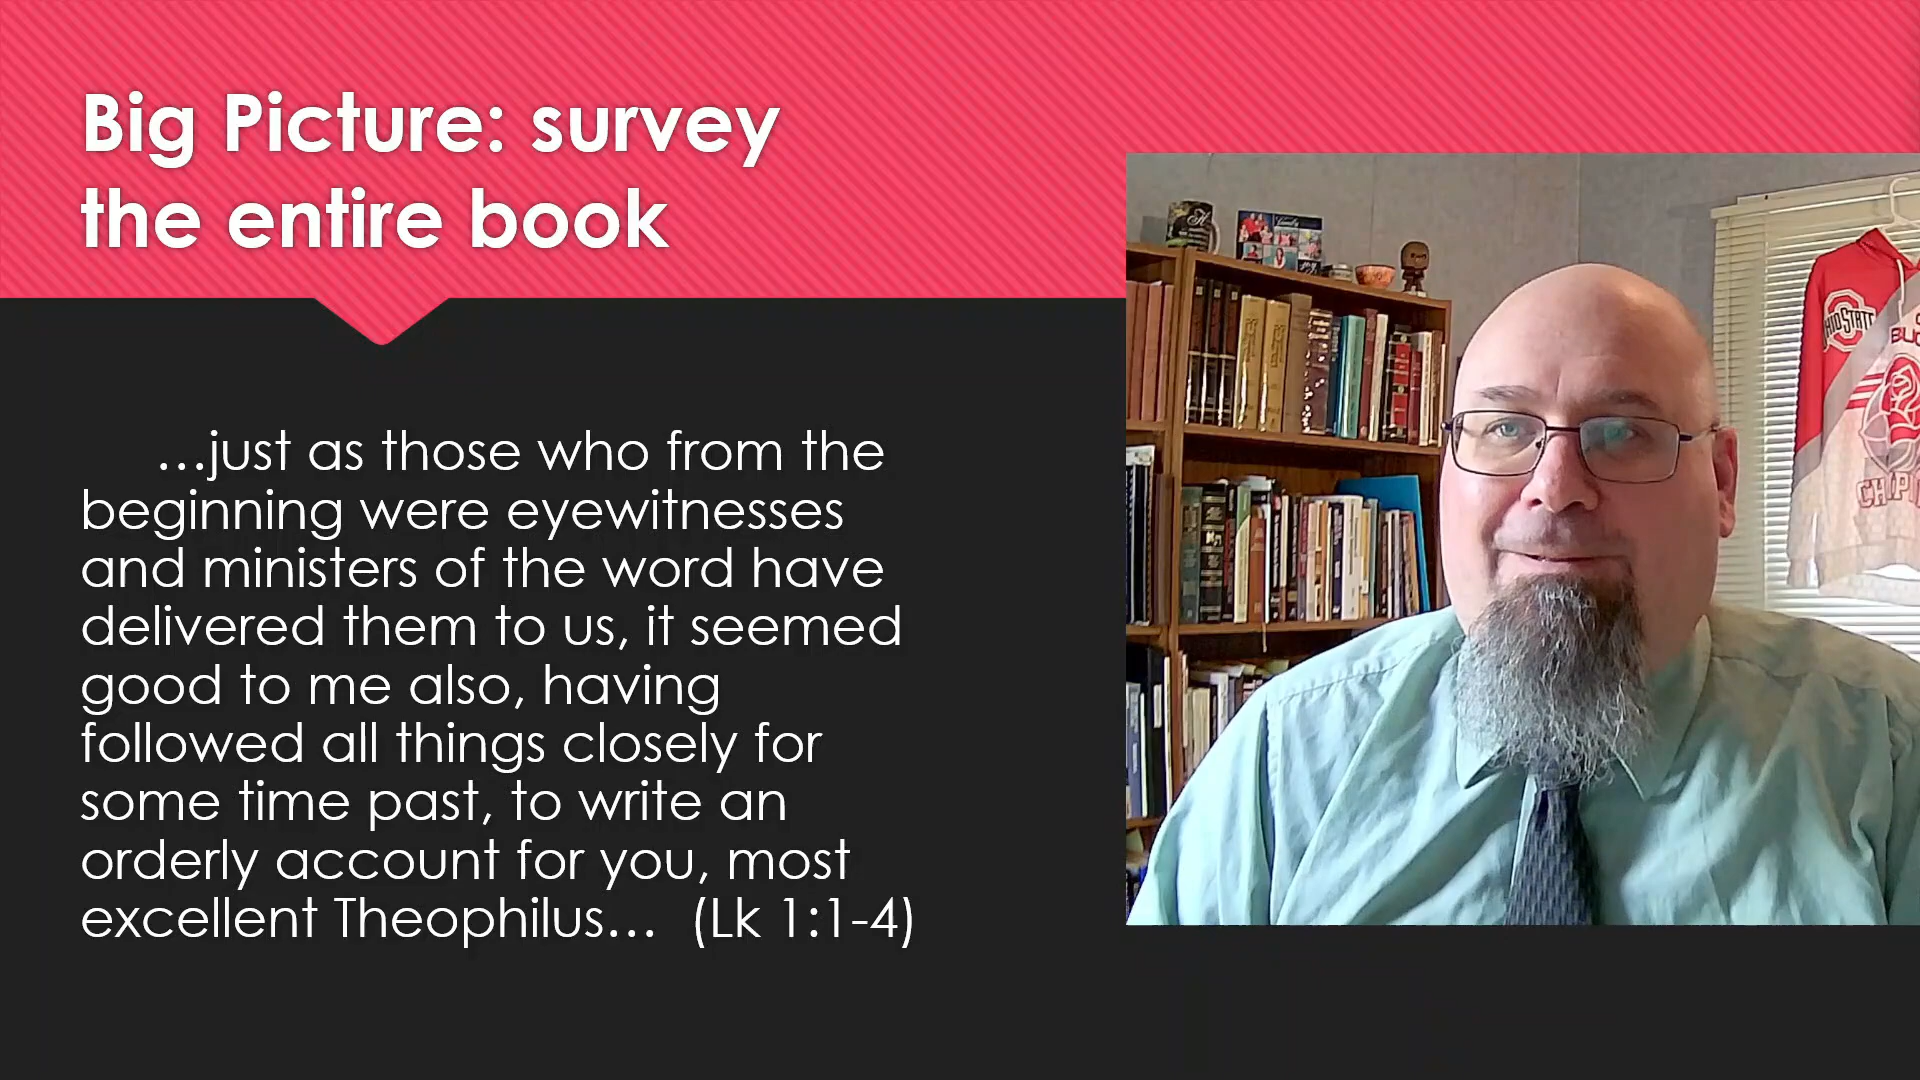 Big Picture: survey
the entire book
…just as those who from the
beginning were eyewitnesses
and ministers of the word have
delivered them to us, it seemed
good to me also, having
followed all things closely for
some time past, to write an
orderly account for you, most
excellent Theophilus… (Lk 1:1-4)